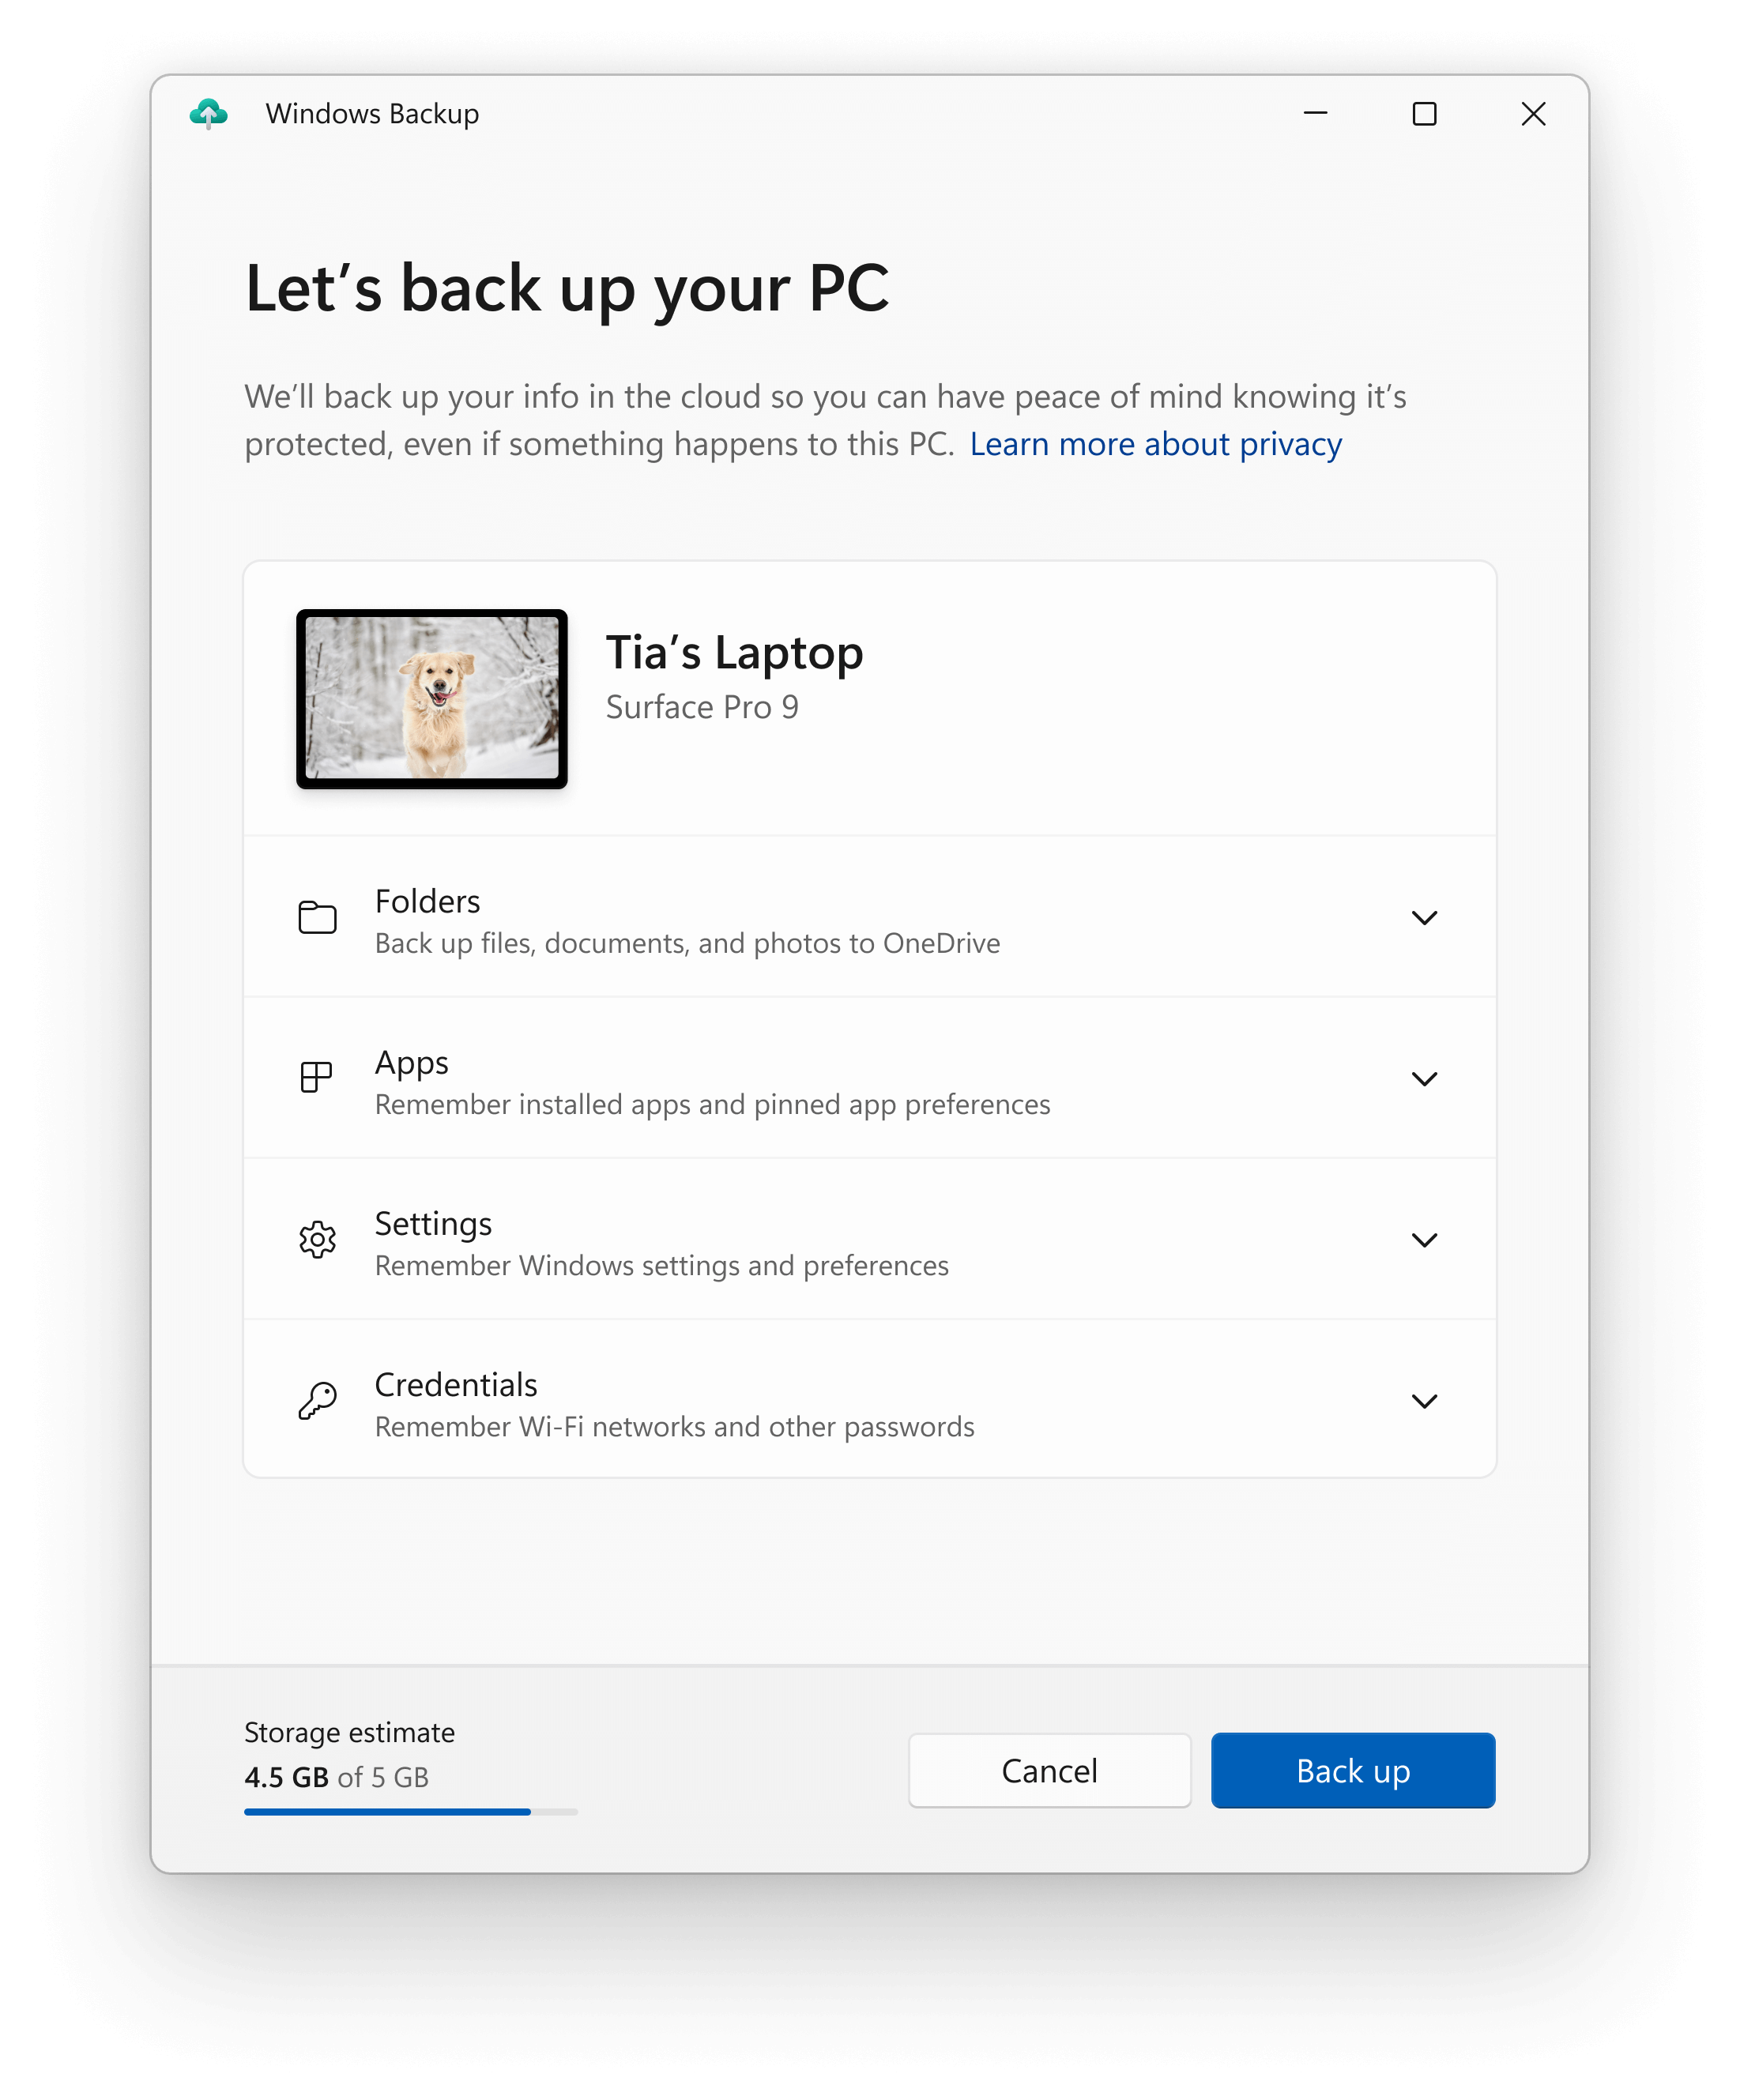 Windows Backup
Let’s back up your PC
We’ll back up your info in the cloud so you can have peace of mind knowing it’s
protected, even if something happens to this PC. Learn more about privacy
Tia’s Laptop
Surface Pro 9
Folders
Back up files, documents, and photos to OneDrive
Apps
Remember installed apps and pinned app preferences
Settings
Remember Windows settings and preferences
Credentials
Remember Wi-Fi networks and other passwords
Storage estimate
4.5 GB of 5 GB
Cancel
Back up